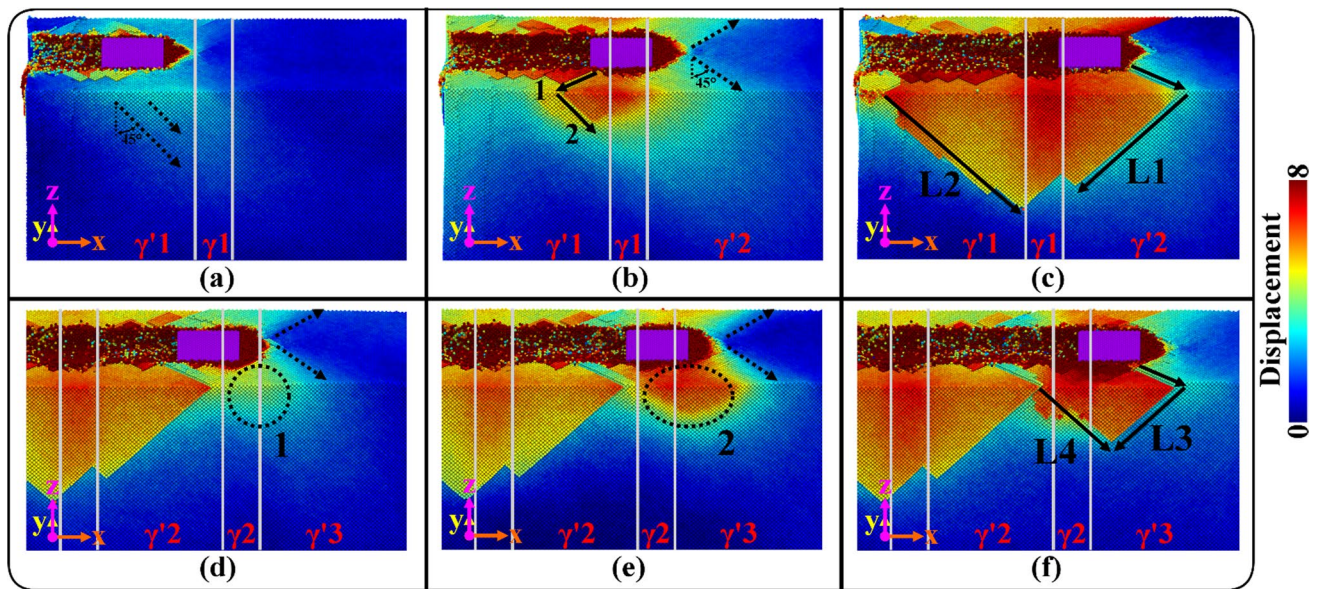 45°
z
y
x
γ'1 γ1
(a)
1
2
45°
z
y
x
γ'1 γ1 γ'2
(b)
L2 L1
z
y
x
γ'1 γ1 γ'2
(c)
1
z
y
x
γ'2 γ2 γ'3
(d)
2
z
y
x
γ'2 γ2 γ'3
(e)
L4 L3
z
y
x
γ'2 γ2 γ'3
(f)
8
Displacement
0